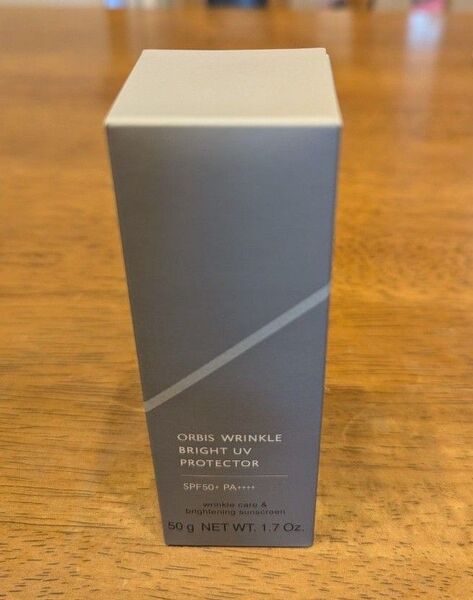 ORBIS WRINKLE
BRIGHT UV
PROTECTOR
SPF50+ PA++++
wrinkle care &
brightening sunscreen
50 g NET WT. 1.7 Oz.